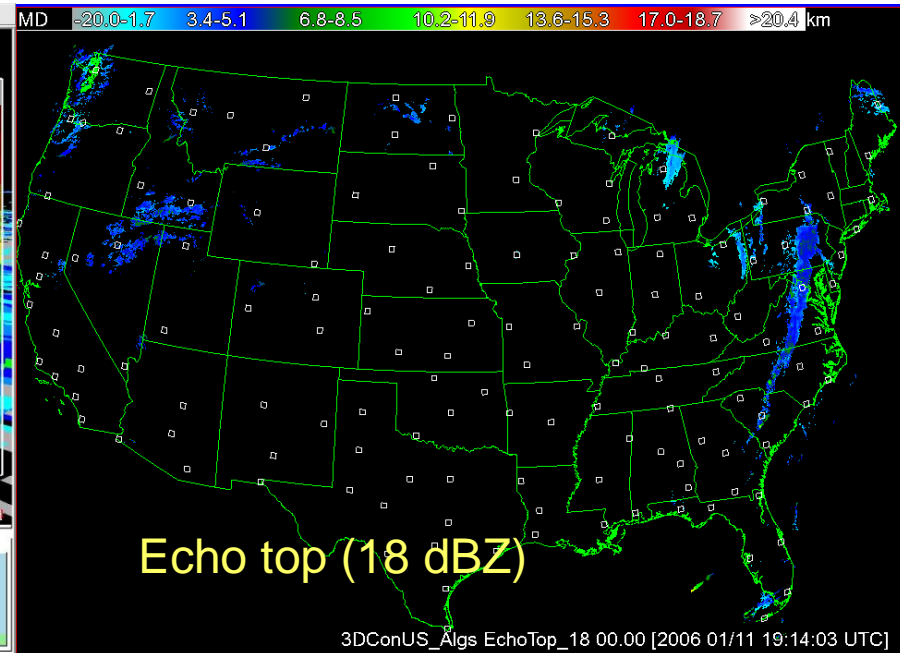 MD -20.0-1.7 3.4-5.1 6.8-8.5 10.2-11.9 13.6-15.3 17.0-18.7 >20.4 km
Echo top (18 dBZ)
3DConUS_Algs EchoTop_18 00.00 [2006 01/11 19:14:03 UTC]